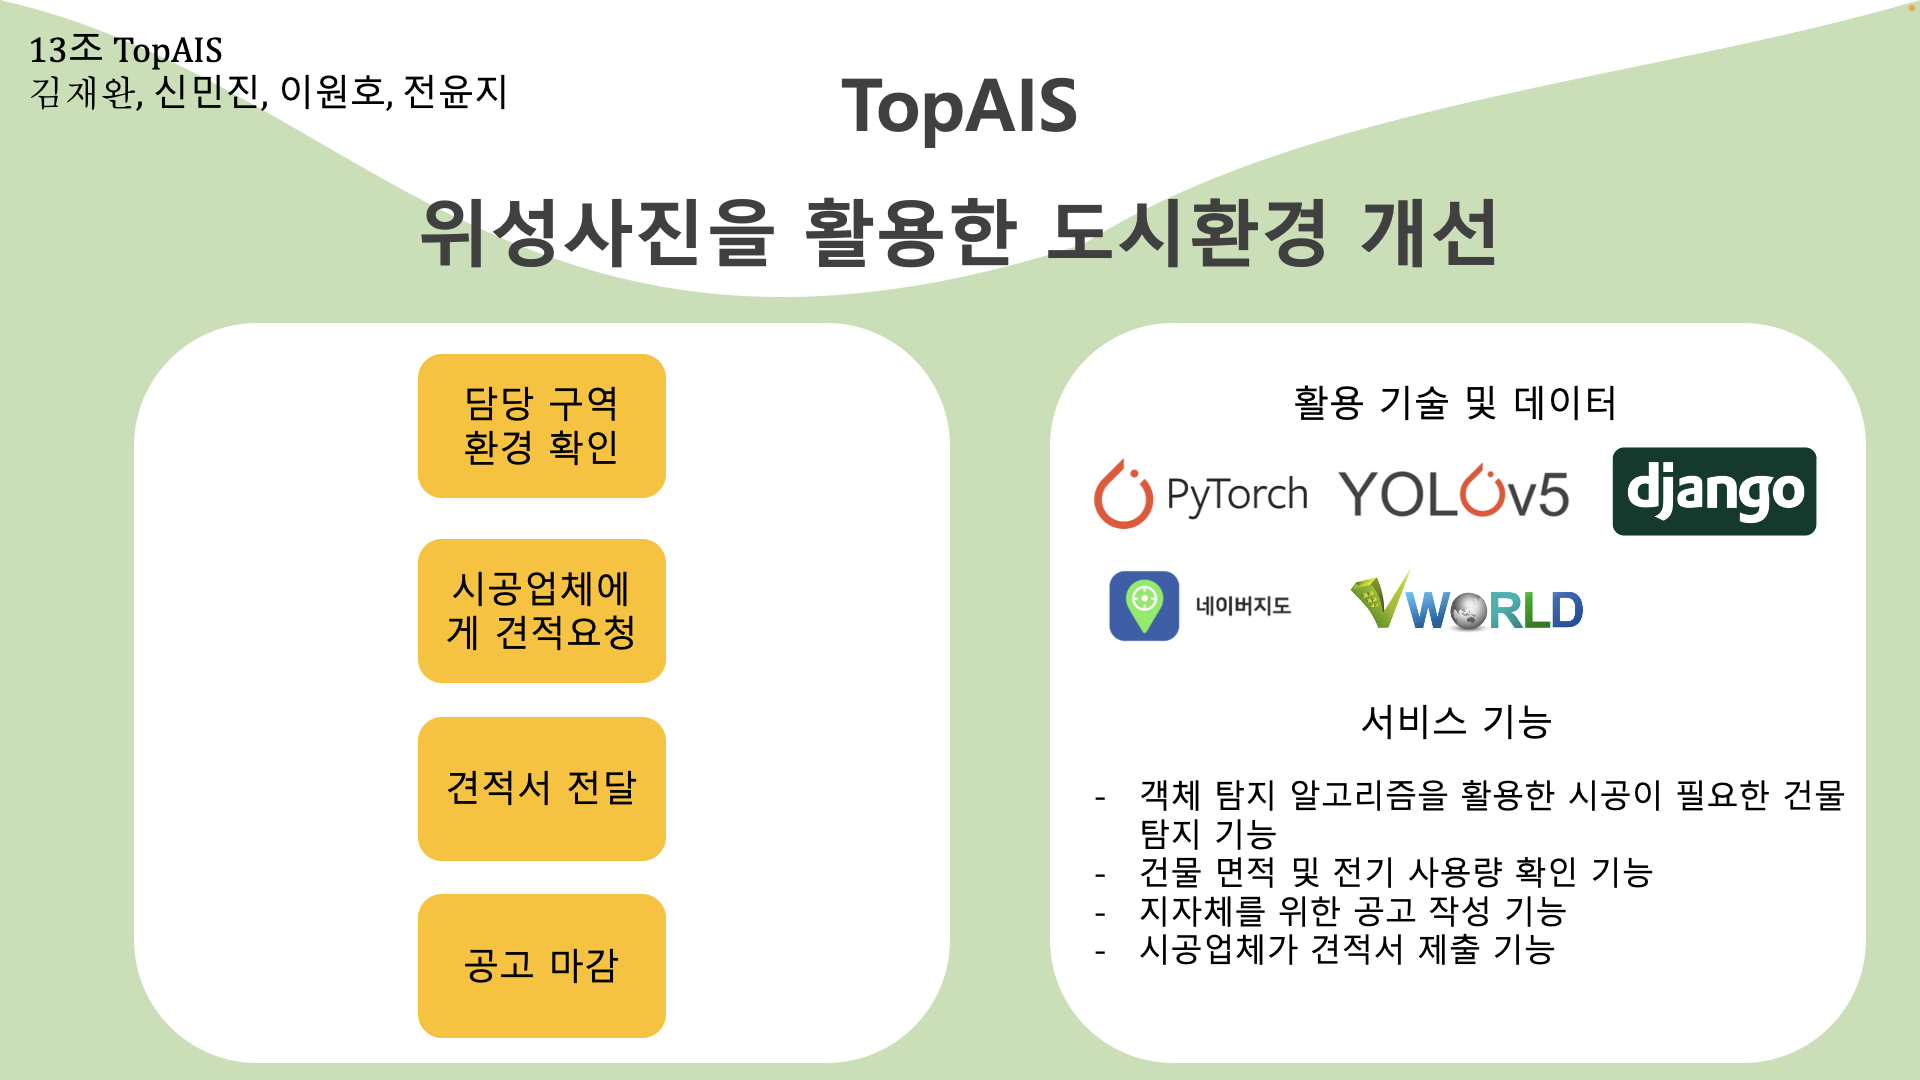 13조 TopAIS
김재완, 신민진, 이원호, 전윤지
TopAIS
위성사진을 활용한 도시환경 개선
담당 구역
환경 확인
시공업체에
게 견적요청
견적서 전달
공고 마감
활용 기술 및 데이터
PyTorch YOLOv5 django
네이버지도 VWORLD
서비스 기능
- 객체 탐지 알고리즘을 활용한 시공이 필요한 건물
탐지 기능
- 건물 면적 및 전기 사용량 확인 기능
- 지자체를 위한 공고 작성 기능
- 시공업체가 견적서 제출 기능